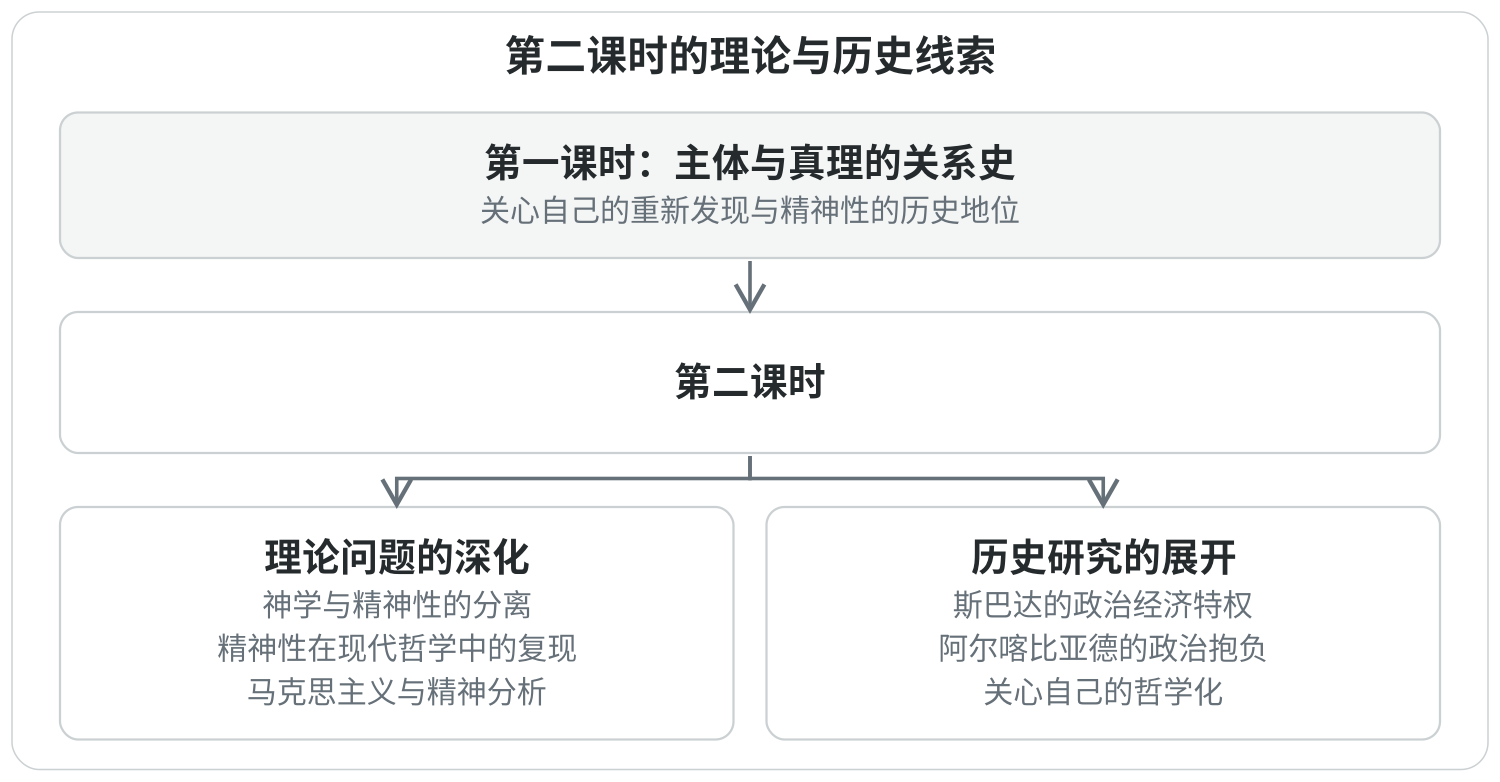 第二课时的理论与历史线索
第一课时：主体与真理的关系史
关心自己的重新发现与精神性的历史地位
第二课时
理论问题的深化
神学与精神性的分离
精神性在现代哲学中的复现
马克思主义与精神分析
历史研究的展开
斯巴达的政治经济特权
阿尔喀比亚德的政治抱负
关心自己的哲学化